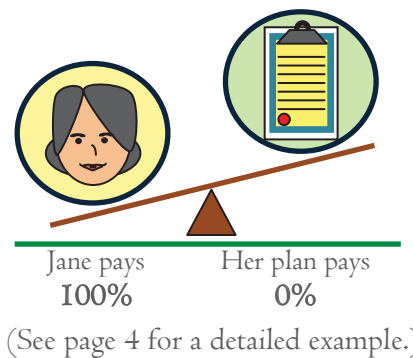 Jane pays Her plan pays
100% 0%
(See page 4 for a detailed example.)